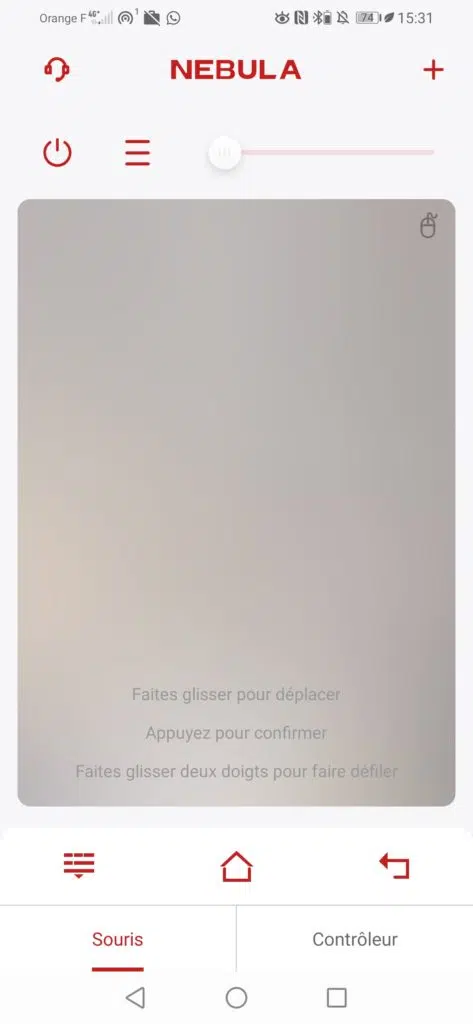 Orange F 4G+ 1 74 15:31
NEBULA
Faites glisser pour déplacer
Appuyez pour confirmer
Faites glisser deux doigts pour faire défiler
Souris
Contrôleur